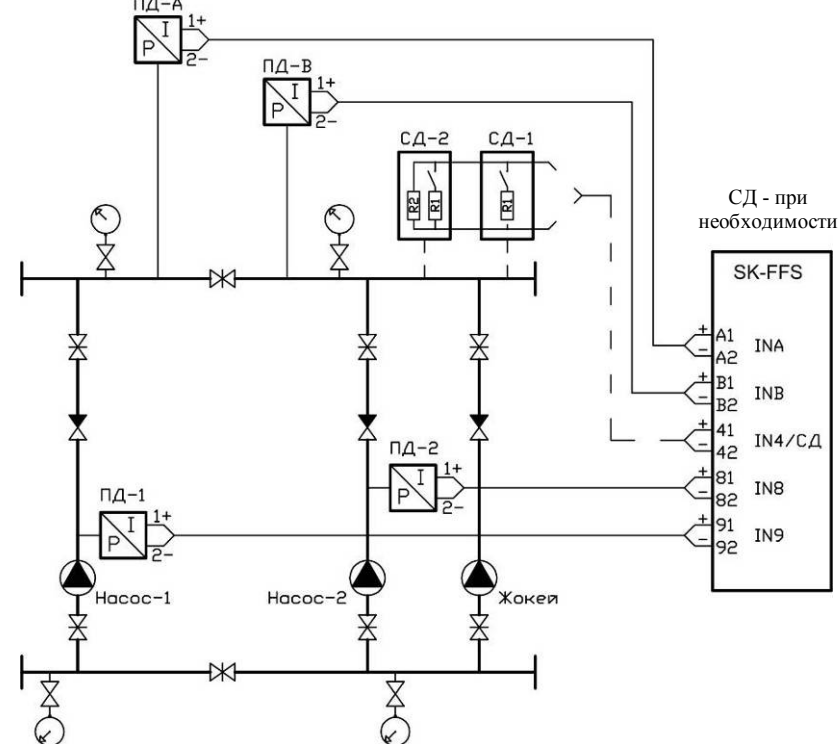 ПД-А
I
P
1+
2-
ПД-В
I
P
1+
2-
СД-2
СД-1
R2
R1
R1
СД - при
необходимости
SK-FFS
+ A1
- A2
INA
+ B1
- B2
INB
+ 41
- 42
IN4/СД
+ 81
- 82
IN8
+ 91
- 92
IN9
ПД-2
I
P
1+
2-
ПД-1
I
P
1+
2-
Насос-1
Насос-2
Жокей